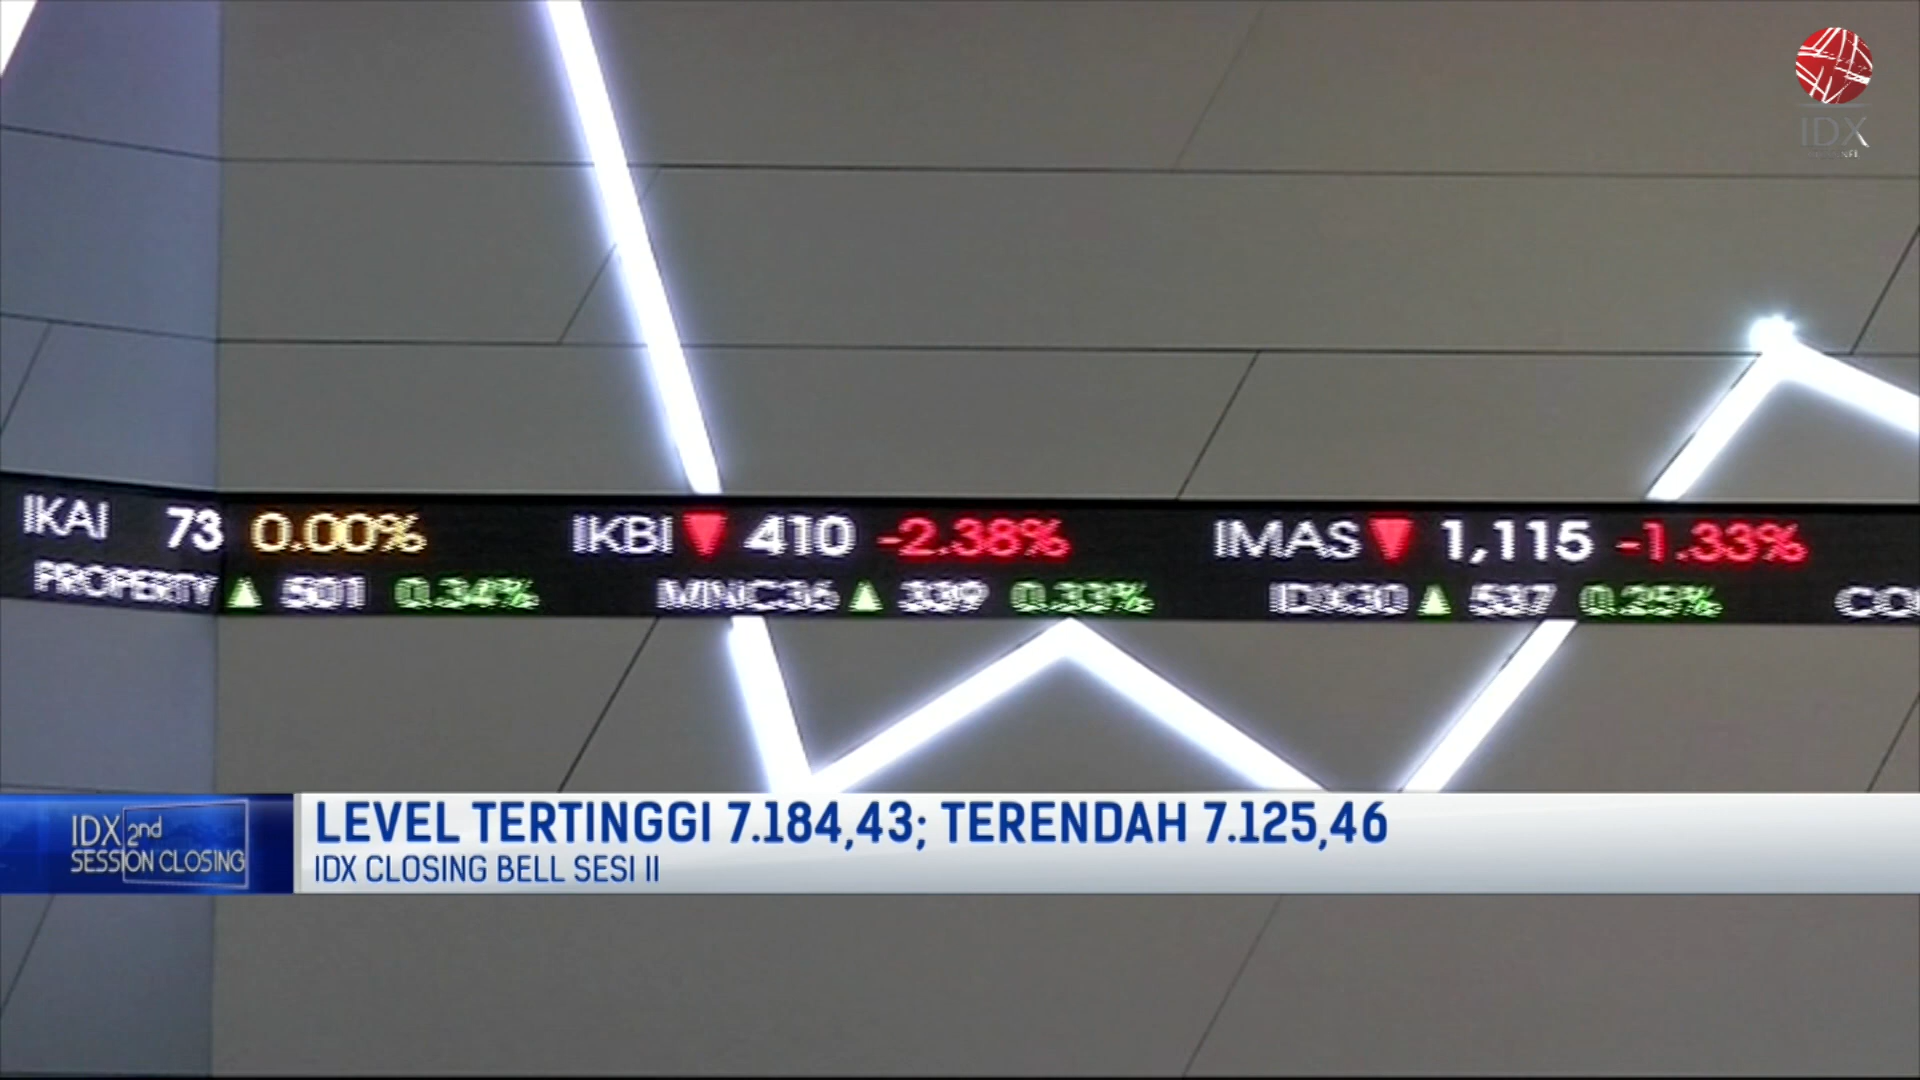 IDX
IKAI 73 0.00% IKBI ▼ 410 -2.38% IMAS ▼ 1,115 -1.33%
PROPERTY ▲ 501 0.34% MNC36 ▲ 339 0.33% IDX30 ▲ 537 0.25%
IDX 2nd
SESSION CLOSING
LEVEL TERTINGGI 7.184,43; TERENDAH 7.125,46
IDX CLOSING BELL SESI II